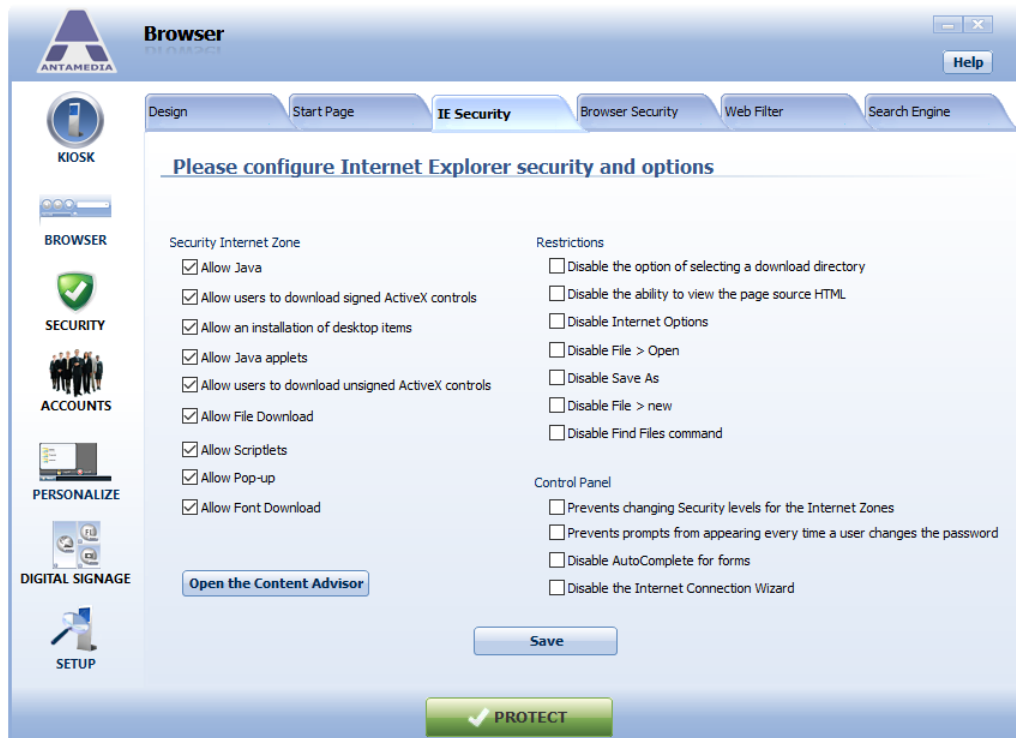 Browser
ANTAMEDIA
Help
Design
Start Page
IE Security
Browser Security
Web Filter
Search Engine
KIOSK
BROWSER
SECURITY
ACCOUNTS
PERSONALIZE
DIGITAL SIGNAGE
SETUP
Please configure Internet Explorer security and options
Security Internet Zone
Allow Java
Allow users to download signed ActiveX controls
Allow an installation of desktop items
Allow Java applets
Allow users to download unsigned ActiveX controls
Allow File Download
Allow Scriptlets
Allow Pop-up
Allow Font Download
Open the Content Advisor
Restrictions
Disable the option of selecting a download directory
Disable the ability to view the page source HTML
Disable Internet Options
Disable File > Open
Disable Save As
Disable File > new
Disable Find Files command
Control Panel
Prevents changing Security levels for the Internet Zones
Prevents prompts from appearing every time a user changes the password
Disable AutoComplete for forms
Disable the Internet Connection Wizard
Save
PROTECT